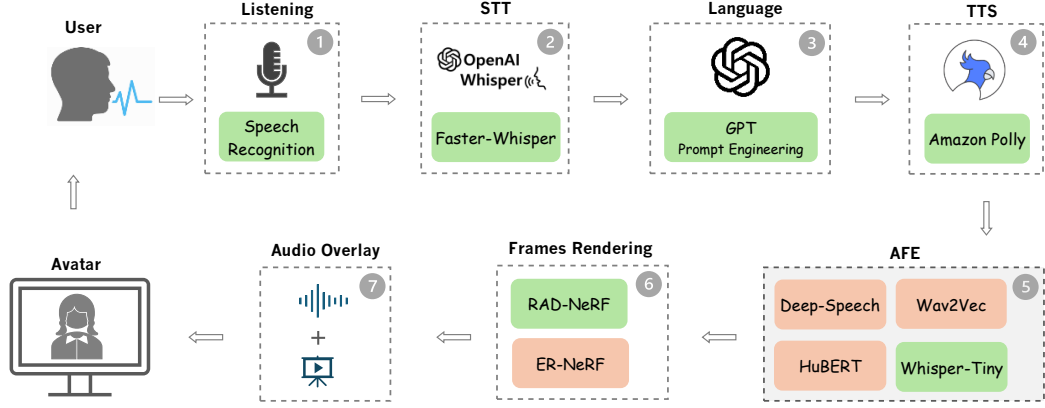 User
Listening
1
Speech
Recognition
STT
2
OpenAI
Whisper
Faster-Whisper
Language
3
GPT
Prompt Engineering
TTS
4
Amazon Polly
AFE
5
Deep-Speech
Wav2Vec
HuBERT
Whisper-Tiny
Frames Rendering
6
RAD-NeRF
ER-NeRF
Audio Overlay
7
+
Avatar